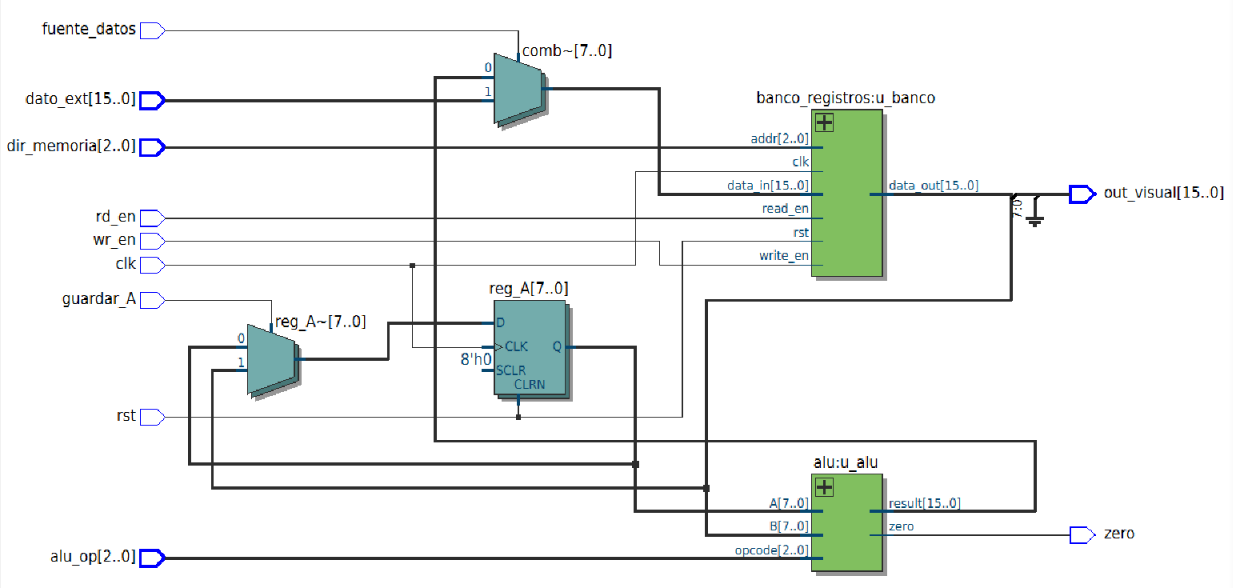 fuente_datos
comb~[7..0]
0
dato_ext[15..0]
1
banco_registros:u_banco
dir_memoria[2..0]
addr[2..0]
clk
data_in[15..0]
data_out[15..0]
out_visual[15..0]
7:0
rd_en
read_en
wr_en
rst
clk
write_en
guardar_A
reg_A[7..0]
reg_A~[7..0]
D
0
CLK
Q
1
8'h0
SCLR
CLRN
rst
alu:u_alu
A[7..0]
result[15..0]
B[7..0]
zero
zero
alu_op[2..0]
opcode[2..0]